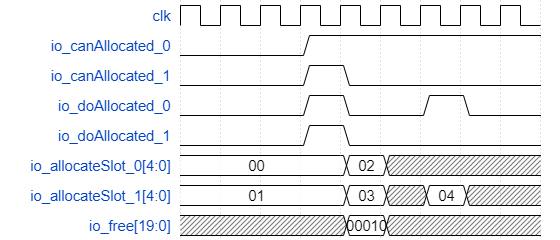 clk
io_canAllocated_0
io_canAllocated_1
io_doAllocated_0
io_doAllocated_1
io_allocateSlot_0[4:0] 00 02
io_allocateSlot_1[4:0] 01 03 04
io_free[19:0] 00010